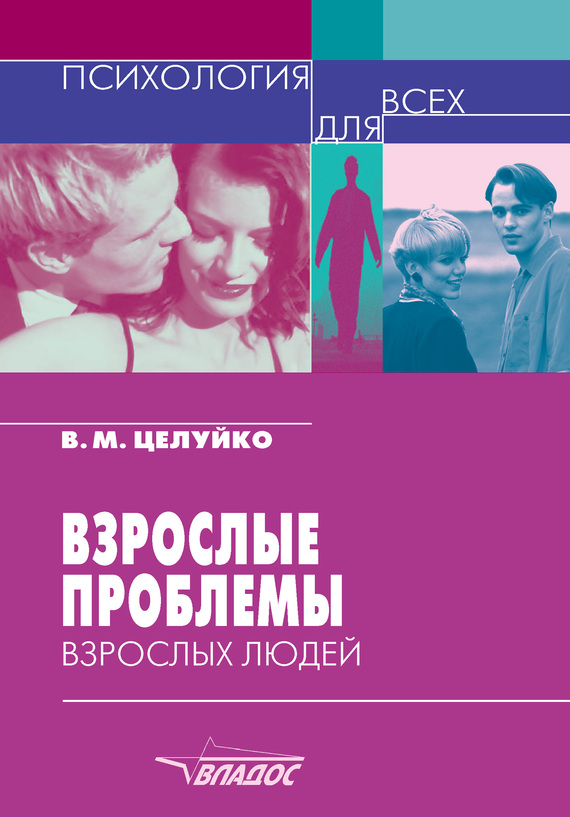 ПСИХОЛОГИЯ
ДЛЯ
ВСЕХ
В. М. ЦЕЛУЙКО
ВЗРОСЛЫЕ
ПРОБЛЕМЫ
ВЗРОСЛЫХ ЛЮДЕЙ
ВЛАДОС